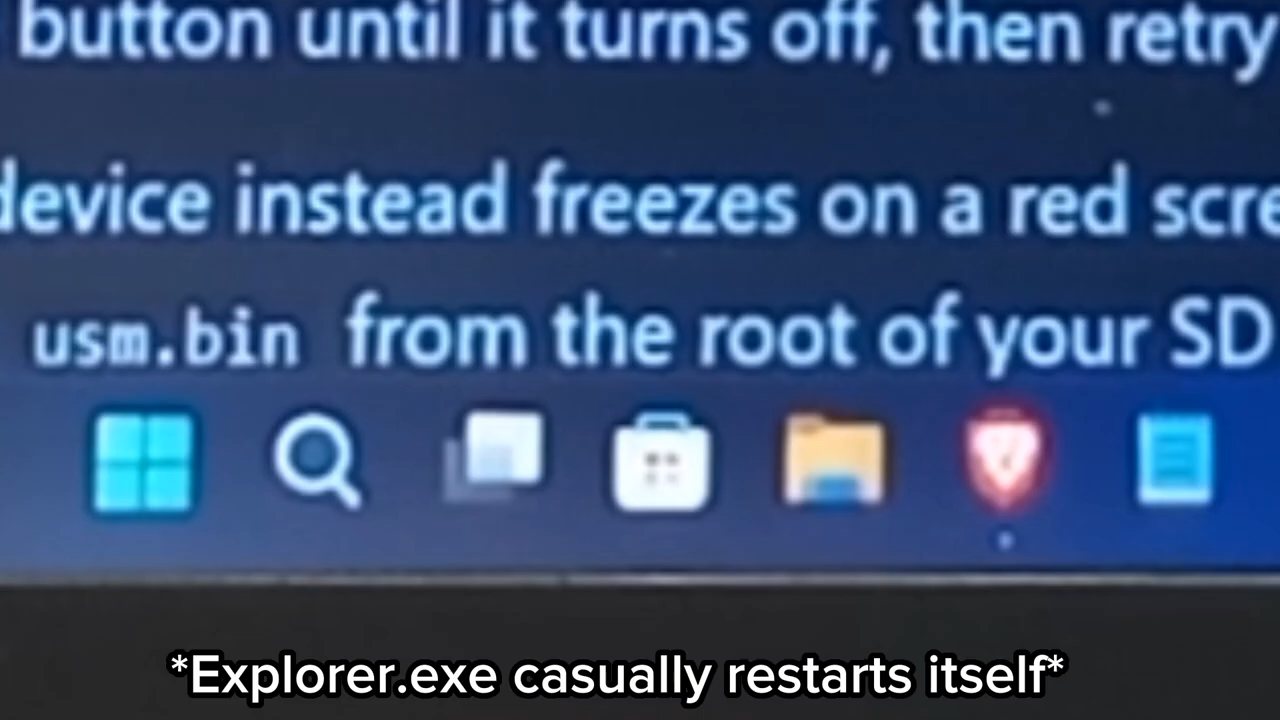 button until it turns off, then retry
device instead freezes on a red scre
usm.bin from the root of your SD
*Explorer.exe casually restarts itself*